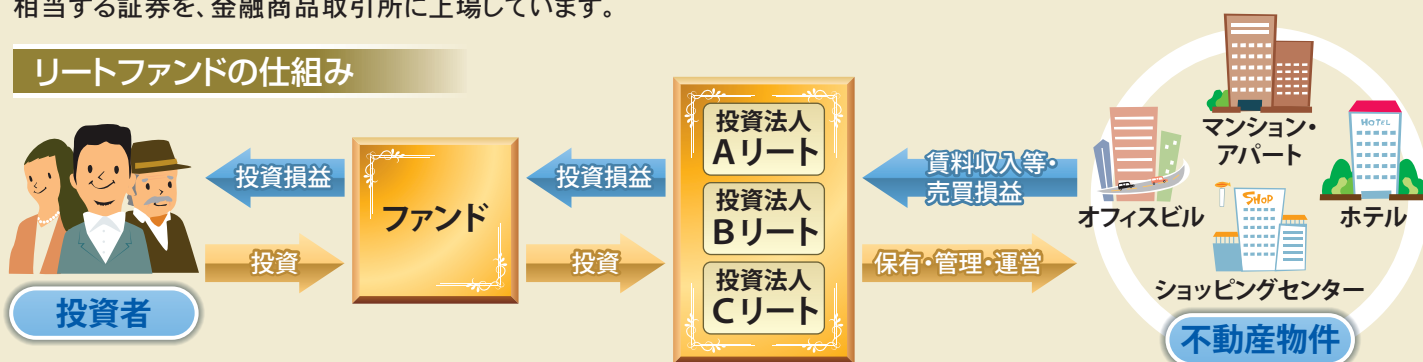 相当する証券を、金融商品取引所に上場しています。
リートファンドの仕組み
投資者
投資損益
投資
ファンド
投資損益
投資
投資法人
Aリート
投資法人
Bリート
投資法人
Cリート
賃料収入等・
売買損益
保有・管理・運営
マンション・
アパート
オフィスビル
HOTEL
ホテル
SHOP
ショッピングセンター
不動産物件